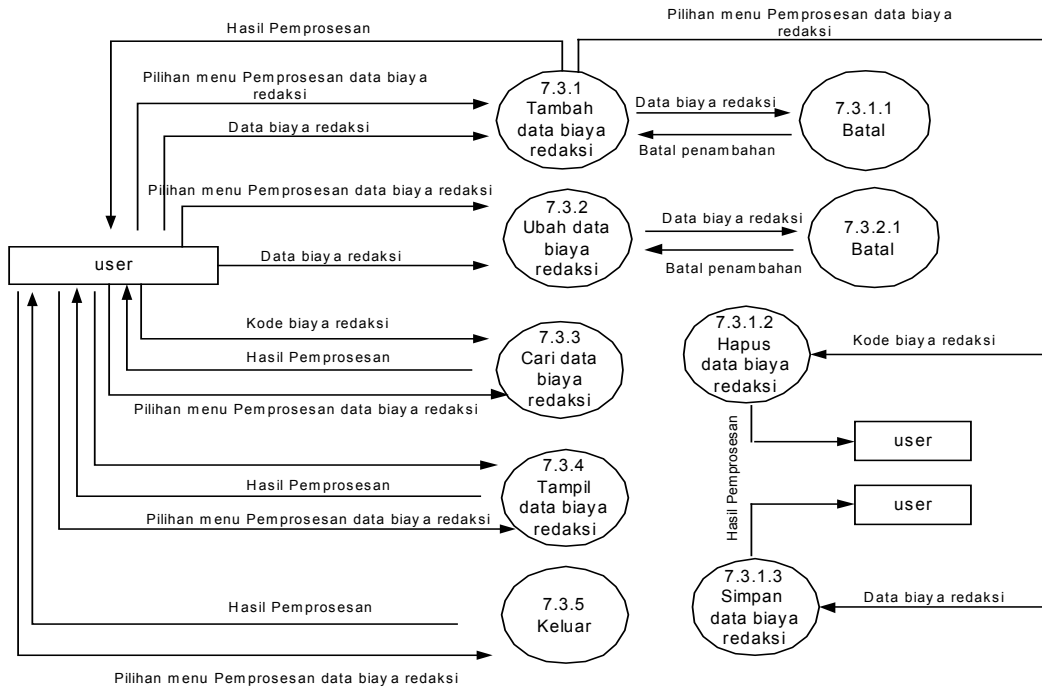 Hasil Pemprosesan
Pilihan menu Pemprosesan data biaya
redaksi
Pilihan menu Pemprosesan data biaya
redaksi
Data biaya redaksi
7.3.1
Tambah
data biaya
redaksi
Data biaya redaksi
Batal penambahan
7.3.1.1
Batal
Pilihan menu Pemprosesan data biaya redaksi
7.3.2
Ubah data
biaya
redaksi
Data biaya redaksi
Batal penambahan
7.3.2.1
Batal
user
Data biaya redaksi
Kode biaya redaksi
Hasil Pemprosesan
Pilihan menu Pemprosesan data biaya redaksi
7.3.3
Cari data
biaya
redaksi
7.3.1.2
Hapus
data biaya
redaksi
Kode biaya redaksi
Hasil Pemprosesan
user
user
Hasil Pemprosesan
Pilihan menu Pemprosesan data biaya redaksi
7.3.4
Tampil
data biaya
redaksi
7.3.1.3
Simpan
data biaya
redaksi
Data biaya redaksi
Hasil Pemprosesan
7.3.5
Keluar
Pilihan menu Pemprosesan data biaya redaksi